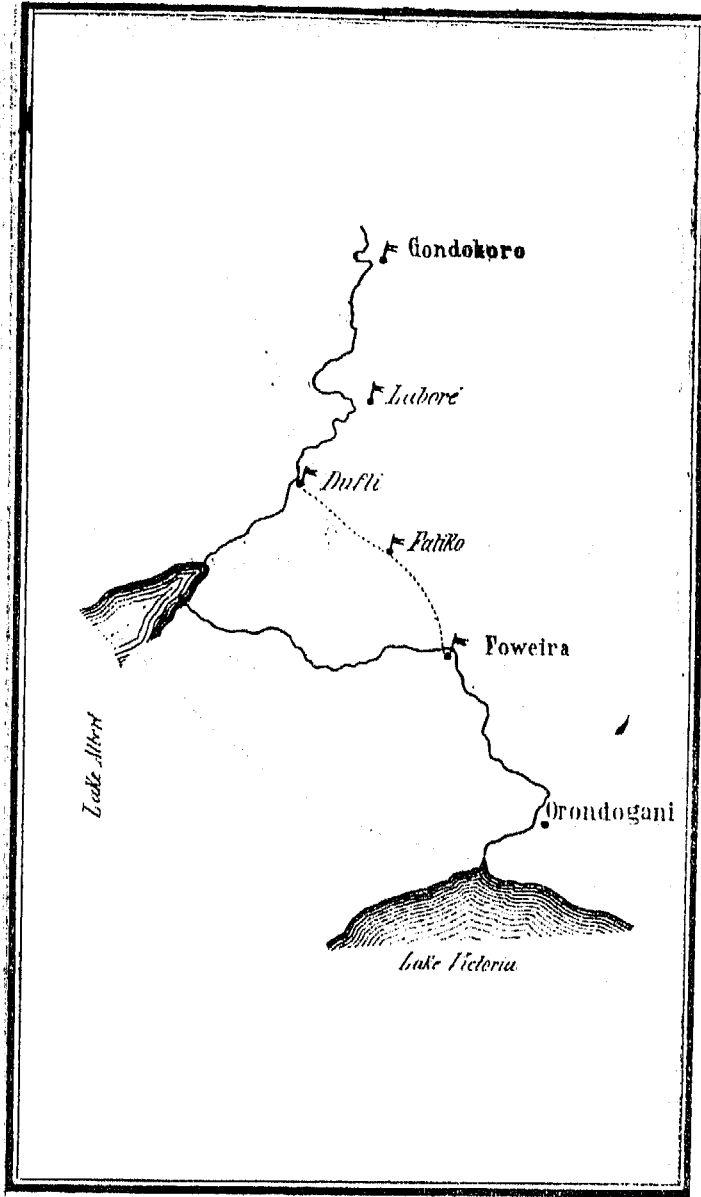 Gondokoro
Laboré
Dufli
Fatiko
Foweira
Lake Albert
Orondogani
Lake Victoria